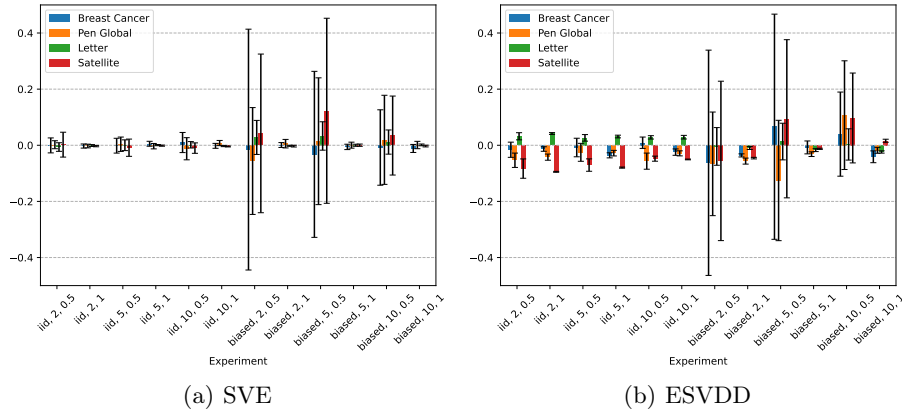 0.4
0.2
0.0
−0.2
−0.4
Breast Cancer
Pen Global
Letter
Satellite
iid, 2, 0.5
iid, 2, 1
iid, 5, 0.5
iid, 5, 1
iid, 10, 0.5
iid, 10, 1
biased, 2, 0.5
biased, 2, 1
biased, 5, 0.5
biased, 5, 1
biased, 10, 0.5
biased, 10, 1
Experiment
(a) SVE
0.4
0.2
0.0
−0.2
−0.4
Breast Cancer
Pen Global
Letter
Satellite
iid, 2, 0.5
iid, 2, 1
iid, 5, 0.5
iid, 5, 1
iid, 10, 0.5
iid, 10, 1
biased, 2, 0.5
biased, 2, 1
biased, 5, 0.5
biased, 5, 1
biased, 10, 0.5
biased, 10, 1
Experiment
(b) ESVDD